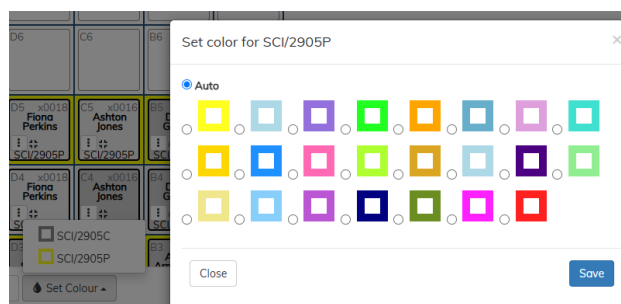 D6
C6
B6
Set color for SCI/2905P
×
Auto
D5 x0018
Fiona
Perkins
SCI/2905P
C5 x0016
Ashton
Jones
SCI/2905P
B5
D4 x0018
Fiona
Perkins
C4 x0016
Ashton
Jones
B4
SCI/2905C
SCI/2905P
D3
B3
Set Colour
Close
Save